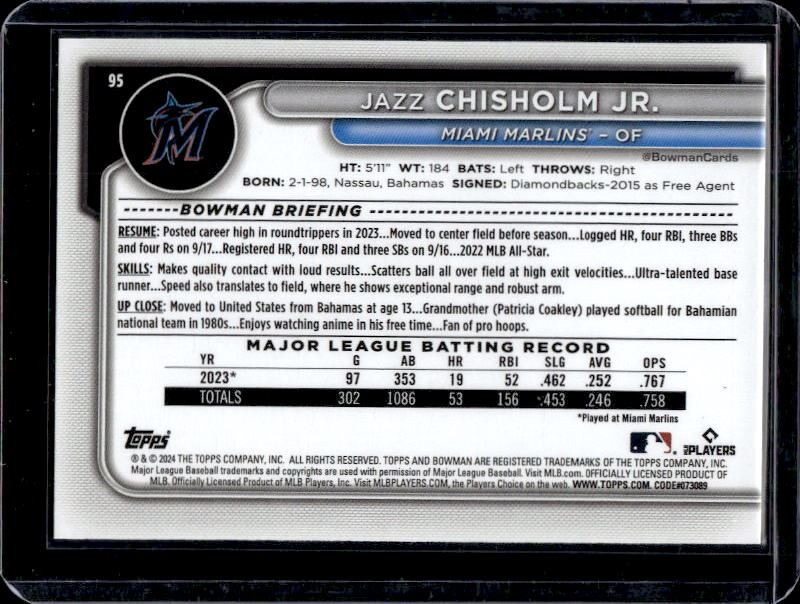 95
M
JAZZ CHISHOLM JR.
MIAMI MARLINS® – OF
@BowmanCards
HT: 5'11" WT: 184 BATS: Left THROWS: Right
BORN: 2-1-98, Nassau, Bahamas SIGNED: Diamondbacks-2015 as Free Agent
BOWMAN BRIEFING
RESUME: Posted career high in roundtrippers in 2023...Moved to center field before season...Logged HR, four RBI, three BBs
and four Rs on 9/17...Registered HR, four RBI and three SBs on 9/16...2022 MLB All-Star.
SKILLS: Makes quality contact with loud results...Scatters ball all over field at high exit velocities...Ultra-talented base
runner...Speed also translates to field, where he shows exceptional range and robust arm.
UP CLOSE: Moved to United States from Bahamas at age 13...Grandmother (Patricia Coakley) played softball for Bahamian
national team in 1980s...Enjoys watching anime in his free time...Fan of pro hoops.
MAJOR LEAGUE BATTING RECORD
YR G AB HR RBI SLG AVG OPS
2023* 97 353 19 52 .462 .252 .767
TOTALS 302 1086 53 156 .453 .246 .758
*Played at Miami Marlins
Topps
MLB PLAYERS
® & © 2024 THE TOPPS COMPANY, INC. ALL RIGHTS RESERVED. TOPPS AND BOWMAN ARE REGISTERED TRADEMARKS OF THE TOPPS COMPANY, INC.
Major League Baseball trademarks and copyrights are used with permission of Major League Baseball. Visit MLB.com. OFFICIALLY LICENSED PRODUCT OF
MLB. Officially Licensed Product of MLB Players, Inc. Visit MLBPLAYERS.COM, the Players Choice on the web. WWW.TOPPS.COM. CODE#073089